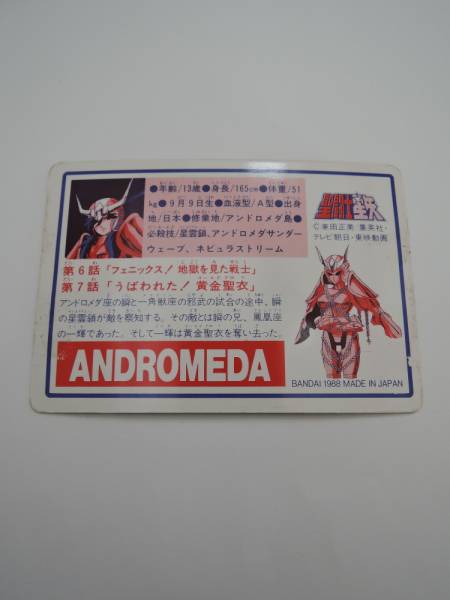 ●年齢/13歳●身長/165cm●体重/51
kg●9月9日生●血液型/A型●出身
地/日本●修業地/アンドロメダ島●
必殺技/星雲鎖、アンドロメダサンダー
ウェーブ、ネビュラストリーム
第6話「フェニックス!地獄を見た戦士」
第7話「うばわれた!黄金聖衣」
アンドロメダ座の瞬と一角獣座の邪武の試合の途中、瞬
の星雲鎖が敵を察知する。その敵とは瞬の兄、鳳凰座
の一輝であった。そして一輝は黄金聖衣を奪い去った。
ANDROMEDA
聖闘士星矢
©車田正美/集英社・
テレビ朝日・東映動画
BANDAI 1988 MADE IN JAPAN